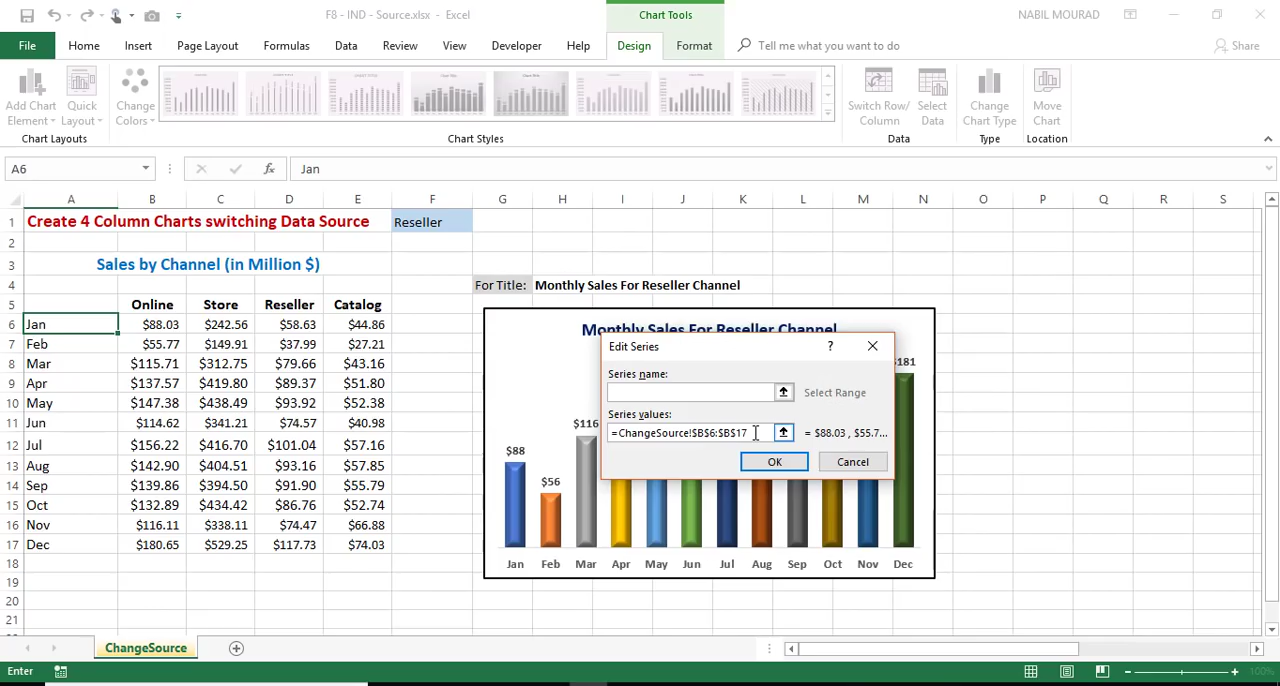 F8 - IND - Source.xlsx - Excel
Chart Tools
NABIL MOURAD
File Home Insert Page Layout Formulas Data Review View Developer Help Design Format Tell me what you want to do Share
Add Chart Element
Quick Layout
Change Colors
Switch Row/ Column
Select Data
Change Chart Type
Move Chart
Chart Layouts
Chart Styles
Data
Type
Location
A6
fx
Jan
A B C D E F G H I J K L M N O P Q R S
1 Create 4 Column Charts switching Data Source Reseller
2
3 Sales by Channel (in Million $)
4 For Title: Monthly Sales For Reseller Channel
5 Online Store Reseller Catalog
6 Jan $88.03 $242.56 $58.63 $44.86
7 Feb $55.77 $149.91 $37.99 $27.21
8 Mar $115.71 $312.75 $79.66 $43.16
9 Apr $137.57 $419.80 $89.37 $51.80
10 May $147.38 $438.49 $93.92 $52.38
11 Jun $114.62 $341.21 $74.57 $40.98
12 Jul $156.22 $416.70 $101.04 $57.16
13 Aug $142.90 $404.51 $93.16 $57.85
14 Sep $139.86 $394.50 $91.90 $55.79
15 Oct $132.89 $434.42 $86.76 $52.74
16 Nov $116.11 $338.11 $74.47 $66.88
17 Dec $180.65 $529.25 $117.73 $74.03
18
19
20
21
Monthly Sales For Reseller Channel
$88
$56
$116
$181
Jan Feb Mar Apr May Jun Jul Aug Sep Oct Nov Dec
Edit Series
?
Series name:
Select Range
Series values:
=ChangeSource!$B$6:$B$17
= $88.03 , $55.7...
OK
Cancel
ChangeSource
Enter
100%